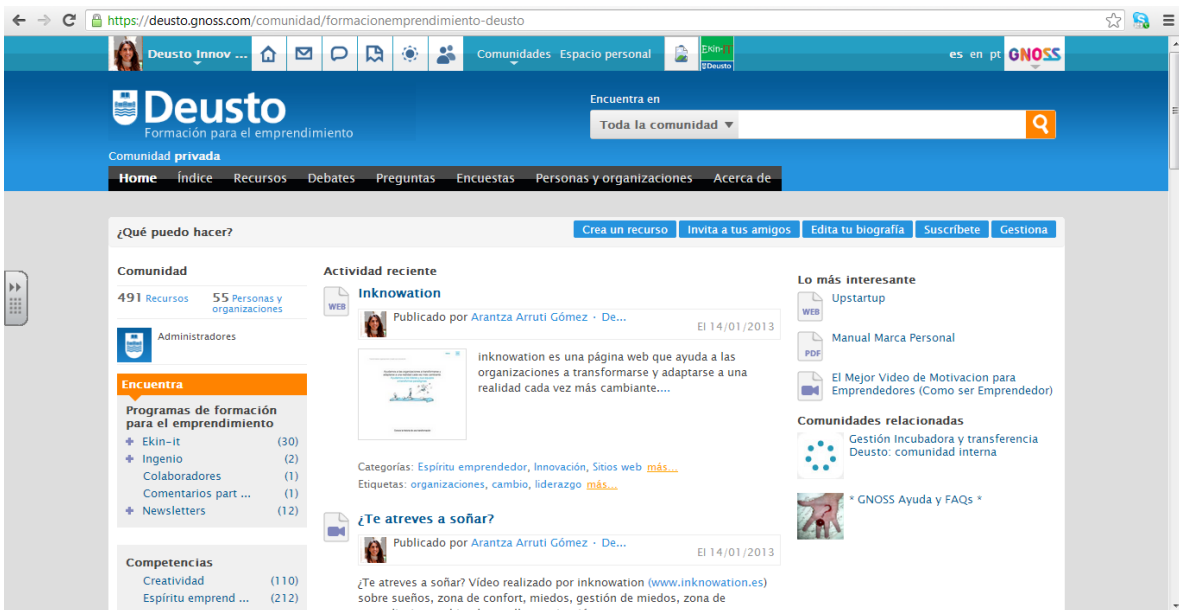 https://deusto.gnoss.com/comunidad/formacionemprendimiento-deusto
Deusto Innov ...
Comunidades Espacio personal
Ekin-IT
Deusto
es en pt GNOSS
Deusto
Formación para el emprendimiento
Encuentra en
Toda la comunidad
Comunidad privada
Home Índice Recursos Debates Preguntas Encuestas Personas y organizaciones Acerca de
¿Qué puedo hacer?
Crea un recurso Invita a tus amigos Edita tu biografía Suscríbete Gestiona
Comunidad
491 Recursos
55 Personas y
organizaciones
Administradores
Encuentra
Programas de formación
para el emprendimiento
Ekin-it (30)
Ingenio (2)
Colaboradores (1)
Comentarios part ... (1)
Newsletters (12)
Competencias
Creatividad (110)
Espíritu emprend ... (212)
Actividad reciente
WEB
Inknowation
Publicado por Arantza Arruti Gómez · De...
El 14/01/2013
inknowation es una página web que ayuda a las
organizaciones a transformarse y adaptarse a una
realidad cada vez más cambiante....
Categorías: Espíritu emprendedor, Innovación, Sitios web más...
Etiquetas: organizaciones, cambio, liderazgo más...
¿Te atreves a soñar?
Publicado por Arantza Arruti Gómez · De...
El 14/01/2013
¿Te atreves a soñar? Vídeo realizado por inknowation (www.inknowation.es)
sobre sueños, zona de confort, miedos, gestión de miedos, zona de
Lo más interesante
WEB
Upstartup
PDF
Manual Marca Personal
El Mejor Video de Motivacion para
Emprendedores (Como ser Emprendedor)
Comunidades relacionadas
Gestión Incubadora y transferencia
Deusto: comunidad interna
* GNOSS Ayuda y FAQs *